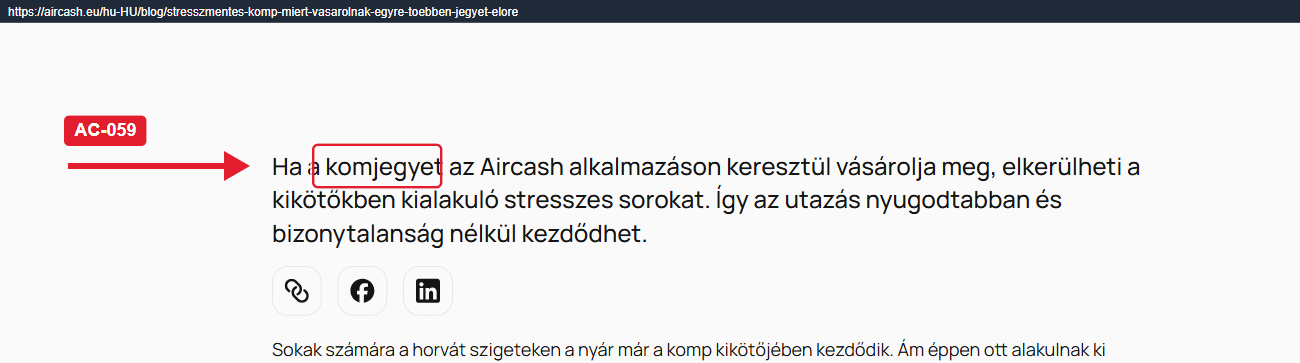 https://aircash.eu/hu-HU/blog/stresszmentes-komp-miert-vasarolnak-egyre-toebben-jegyet-elore
AC-059
Ha a komjegyet az Aircash alkalmazáson keresztül vásárolja meg, elkerülheti a
kikötőkben kialakuló stresszes sorokat. Így az utazás nyugodtabban és
bizonytalanság nélkül kezdődhet.
Sokak számára a horvát szigeteken a nyár már a komp kikötőjében kezdődik. Ám éppen ott alakulnak ki